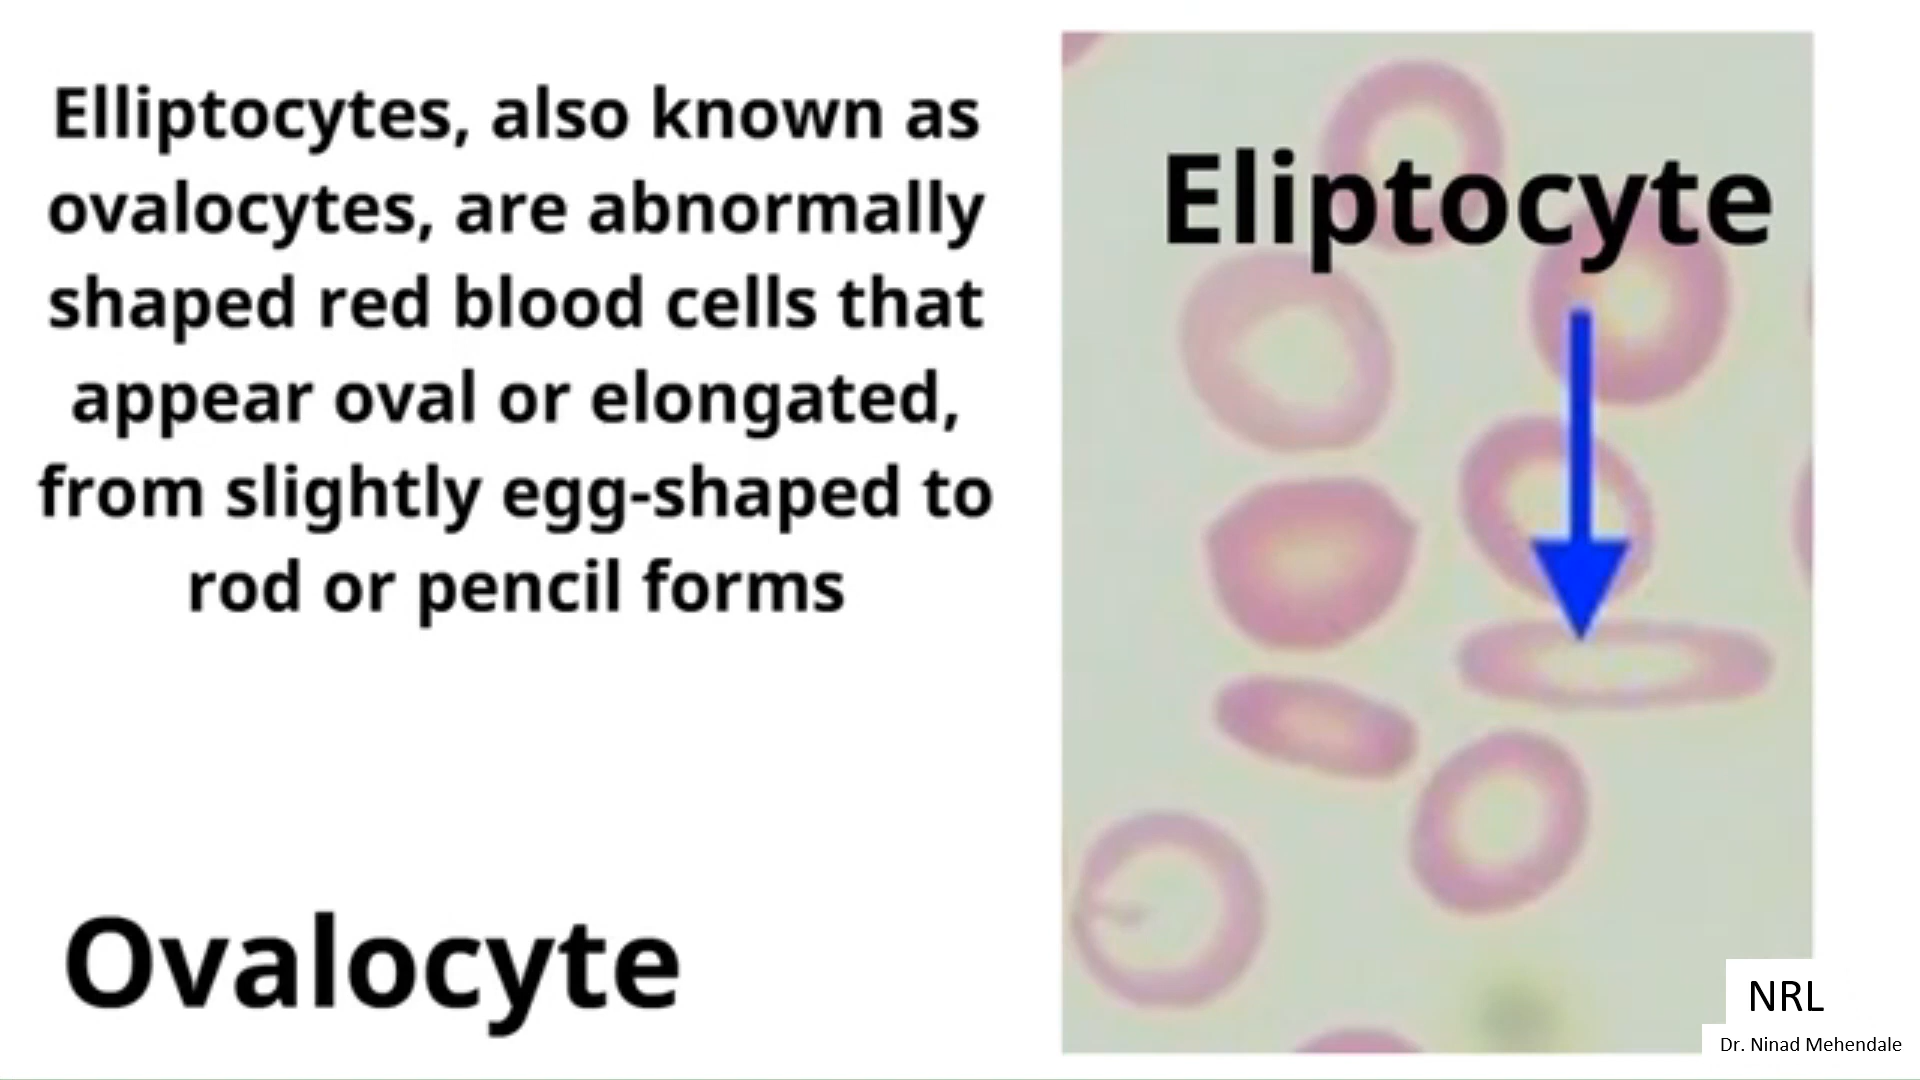 Elliptocytes, also known as
ovalocytes, are abnormally
shaped red blood cells that
appear oval or elongated,
from slightly egg-shaped to
rod or pencil forms
Ovalocyte
Eliptocyte
NRL
Dr. Ninad Mehendale